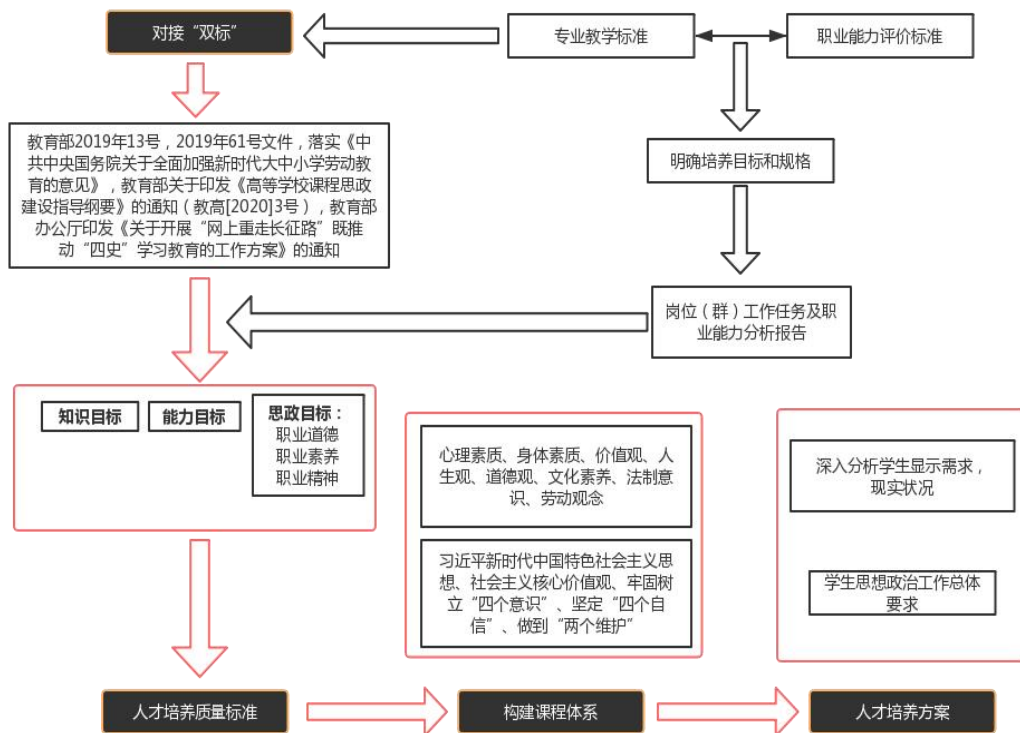 对接“双标”
专业教学标准
职业能力评价标准
教育部2019年13号，2019年61号文件，落实《中
共中央国务院关于全面加强新时代大中小学劳动教
育的意见》，教育部关于印发《高等学校课程思政
建设指导纲要》的通知（教高[2020]3号），教育部
办公厅印发《关于开展“网上重走长征路”既推
动“四史”学习教育的工作方案》的通知
明确培养目标和规格
岗位（群）工作任务及职
业能力分析报告
知识目标
能力目标
思政目标：
职业道德
职业素养
职业精神
心理素质、身体素质、价值观、人
生观、道德观、文化素养、法制意
识、劳动观念
习近平新时代中国特色社会主义思
想、社会主义核心价值观、牢固树
立“四个意识”、坚定“四个自
信”、做到“两个维护”
深入分析学生显示需求，
现实状况
学生思想政治工作总体
要求
人才培养质量标准
构建课程体系
人才培养方案